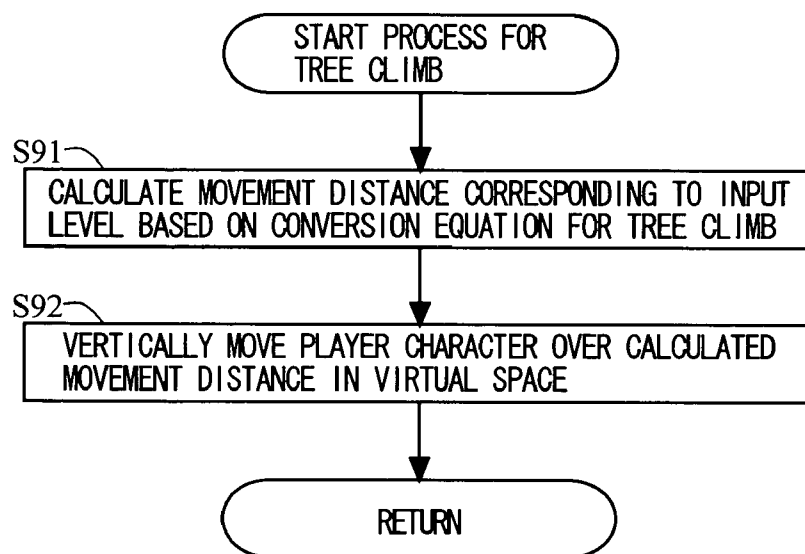 START PROCESS FOR
TREE CLIMB
S91
CALCULATE MOVEMENT DISTANCE CORRESPONDING TO INPUT
LEVEL BASED ON CONVERSION EQUATION FOR TREE CLIMB
S92
VERTICALLY MOVE PLAYER CHARACTER OVER CALCULATED
MOVEMENT DISTANCE IN VIRTUAL SPACE
RETURN